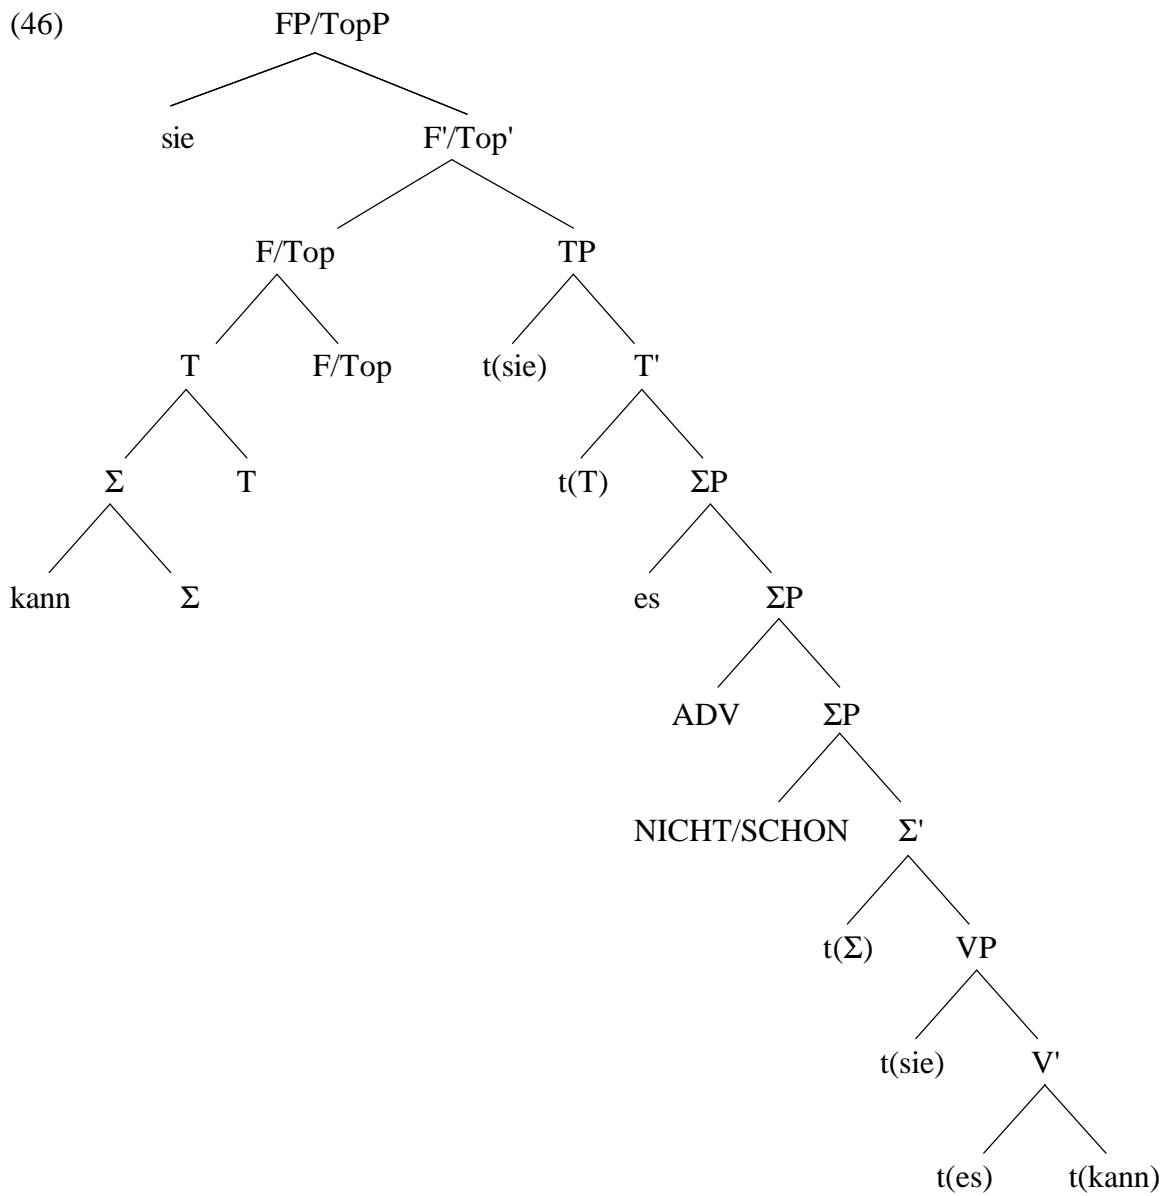 (46) FP/TopP
sie F'/Top'
F/Top TP
T F/Top t(sie) T'
Σ T t(T) ΣP
kann Σ es ΣP
ADV ΣP
NICHT/SCHON Σ'
t(Σ) VP
t(sie) V'
t(es) t(kann)